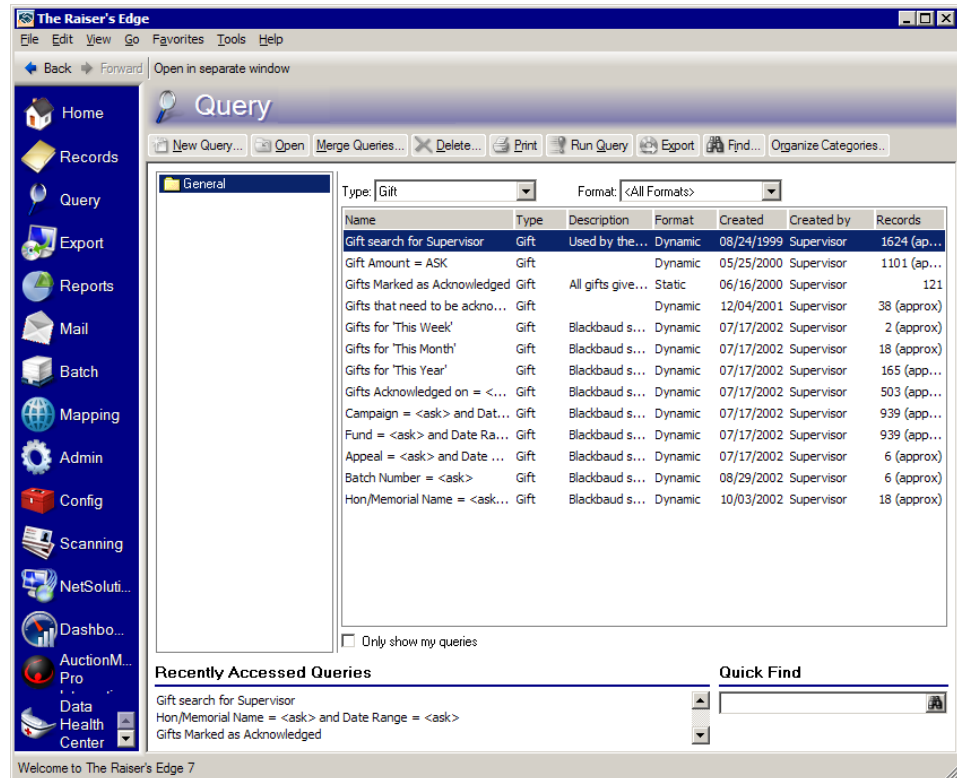 The Raiser's Edge
File Edit View Go Favorites Tools Help
Back Forward Open in separate window
Query
New Query... Open Merge Queries... Delete... Print Run Query Export Find... Organize Categories..
Home
Records
Query
Export
Reports
Mail
Batch
Mapping
Admin
Config
Scanning
NetSoluti...
Dashbo...
AuctionM...
Pro
Data
Health
Center
General
Type: Gift Format: <All Formats>
Name Type Description Format Created Created by Records
Gift search for Supervisor Gift Used by the... Dynamic 08/24/1999 Supervisor 1624 (ap...
Gift Amount = ASK Gift Dynamic 05/25/2000 Supervisor 1101 (ap...
Gifts Marked as Acknowledged Gift All gifts give... Static 06/16/2000 Supervisor 121
Gifts that need to be ackno... Gift Dynamic 12/04/2001 Supervisor 38 (approx)
Gifts for 'This Week' Gift Blackbaud s... Dynamic 07/17/2002 Supervisor 2 (approx)
Gifts for 'This Month' Gift Blackbaud s... Dynamic 07/17/2002 Supervisor 18 (approx)
Gifts for 'This Year' Gift Blackbaud s... Dynamic 07/17/2002 Supervisor 165 (app...
Gifts Acknowledged on = <... Gift Blackbaud s... Dynamic 07/17/2002 Supervisor 503 (app...
Campaign = <ask> and Dat... Gift Blackbaud s... Dynamic 07/17/2002 Supervisor 939 (app...
Fund = <ask> and Date Ra... Gift Blackbaud s... Dynamic 07/17/2002 Supervisor 939 (app...
Appeal = <ask> and Date ... Gift Blackbaud s... Dynamic 07/17/2002 Supervisor 6 (approx)
Batch Number = <ask> Gift Blackbaud s... Dynamic 08/29/2002 Supervisor 6 (approx)
Hon/Memorial Name = <ask... Gift Blackbaud s... Dynamic 10/03/2002 Supervisor 18 (approx)
Only show my queries
Recently Accessed Queries
Gift search for Supervisor
Hon/Memorial Name = <ask> and Date Range = <ask>
Gifts Marked as Acknowledged
Quick Find
Welcome to The Raiser's Edge 7